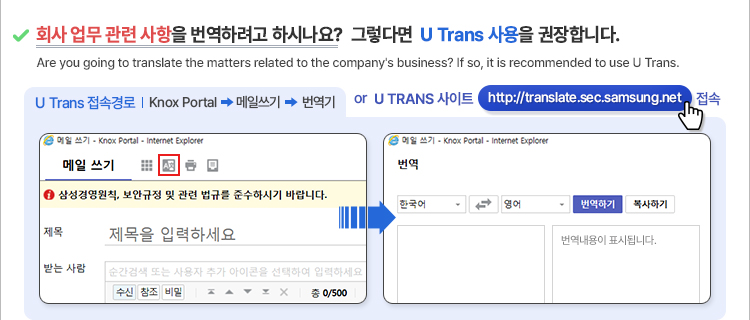 회사 업무 관련 사항을 번역하려고 하시나요? 그렇다면 U Trans 사용을 권장합니다.
Are you going to translate the matters related to the company's business? If so, it is recommended to use U Trans.
U Trans 접속경로 | Knox Portal ➡ 메일쓰기 ➡ 번역기
or U TRANS 사이트 http://translate.sec.samsung.net 접속
메일 쓰기 - Knox Portal - Internet Explorer
메일 쓰기
삼성경영원칙, 보안규정 및 관련 법규를 준수하시기 바랍니다.
제목 제목을 입력하세요
받는 사람 순간검색 또는 사용자 추가 아이콘을 선택하여 입력하세요
수신 참조 비밀 총 0/500
메일 쓰기 - Knox Portal - Internet Explorer
번역
한국어 영어 번역하기 복사하기
번역내용이 표시됩니다.